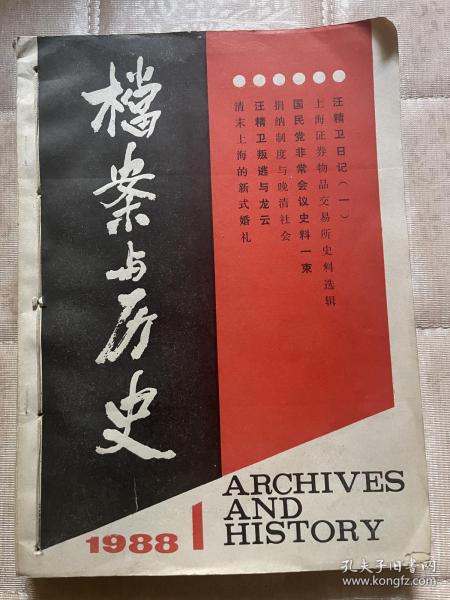 檔案与历史
汪精卫日记（一）
上海证券物品交易所史料选辑
国民党非常会议史料一束
捐纳制度与晚清社会
汪精卫叛逃与龙云
清末上海的新式婚礼
ARCHIVES
AND
HISTORY
1988 1
孔夫子旧书网
www.kongfz.com